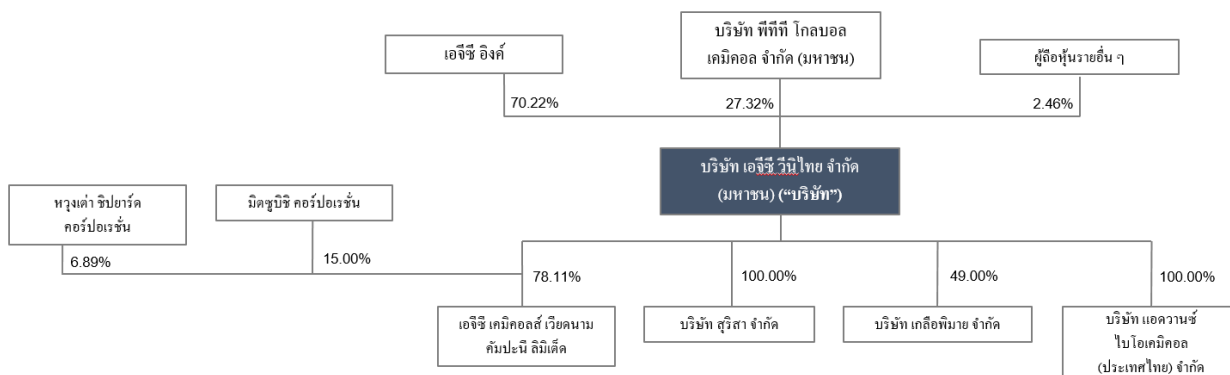 บริษัท พีทีที โกลบอล
เคมิคอล จำกัด (มหาชน)
เอจีซี อิงค์
ผู้ถือหุ้นรายอื่น ๆ
70.22%
27.32%
2.46%
บริษัท เอจีซี วีนิไทย จำกัด
(มหาชน) (“บริษัท”)
หวุงเต่า ชิปยาร์ด
คอร์ปอเรชั่น
มิตซูบิชิ คอร์ปอเรชั่น
6.89%
15.00%
78.11%
100.00%
49.00%
100.00%
เอจีซี เคมิคอลส์ เวียดนาม
คัมปะนี ลิมิเต็ด
บริษัท สุริสา จำกัด
บริษัท เกลือพิมาย จำกัด
บริษัท แอดวานซ์
ไบโอเคมิคอล
(ประเทศไทย) จำกัด